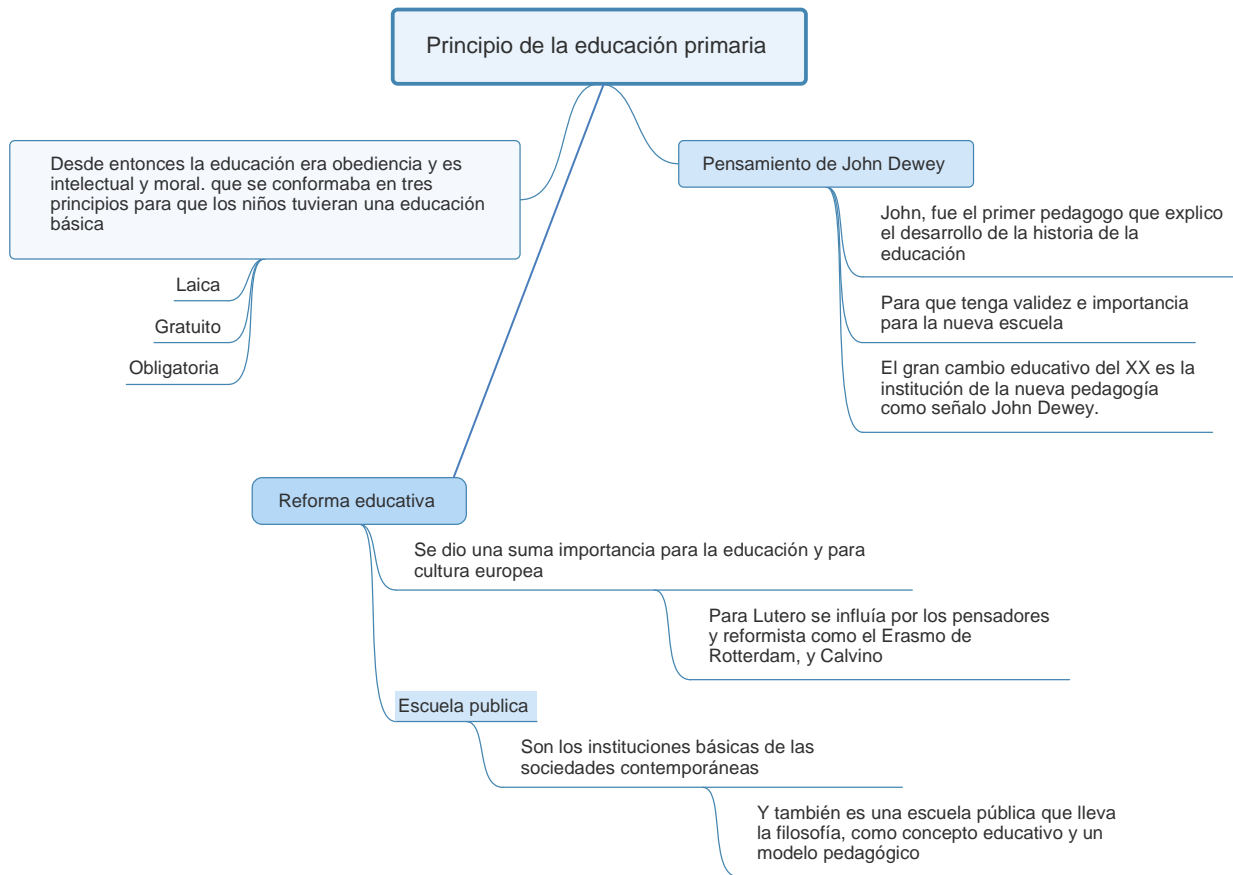 Principio de la educación primaria
Desde entonces la educación era obediencia y es
intelectual y moral. que se conformaba en tres
principios para que los niños tuvieran una educación
básica
Laica
Gratuito
Obligatoria
Pensamiento de John Dewey
John, fue el primer pedagogo que explico
el desarrollo de la historia de la
educación
Para que tenga validez e importancia
para la nueva escuela
El gran cambio educativo del XX es la
institución de la nueva pedagogía
como señalo John Dewey.
Reforma educativa
Se dio una suma importancia para la educación y para
cultura europea
Para Lutero se influía por los pensadores
y reformista como el Erasmo de
Rotterdam, y Calvino
Escuela publica
Son los instituciones básicas de las
sociedades contemporáneas
Y también es una escuela pública que lleva
la filosofía, como concepto educativo y un
modelo pedagógico